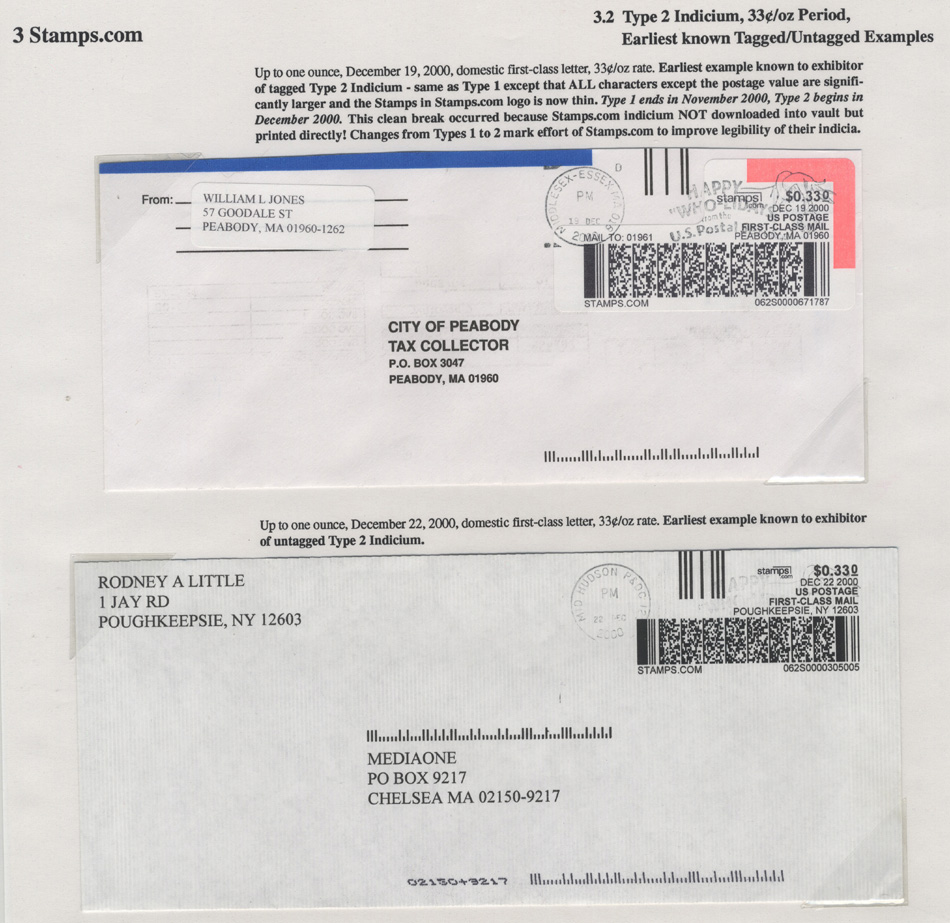 3 Stamps.com
3.2 Type 2 Indicium, 33¢/oz Period,
Earliest known Tagged/Untagged Examples
Up to one ounce, December 19, 2000, domestic first-class letter, 33¢/oz rate. Earliest example known to exhibitor
of tagged Type 2 Indicium - same as Type 1 except that ALL characters except the postage value are signifi-
cantly larger and the Stamps in Stamps.com logo is now thin. Type 1 ends in November 2000, Type 2 begins in
December 2000. This clean break occurred because Stamps.com indicium NOT downloaded into vault but
printed directly! Changes from Types 1 to 2 mark effort of Stamps.com to improve legibility of their indicia.
From:
WILLIAM L JONES
57 GOODALE ST
PEABODY, MA 01960-1262
MIDDLESEX-ESSEX
PM
19 DEC
D
HAPPY
"WHO-LIDAYS"
from the
U.S. Postal
stamps.com
$0.330
DEC 19 2000
US POSTAGE
FIRST-CLASS MAIL
PEABODY, MA 01960
MAIL TO: 01961
STAMPS.COM
062S0000671787
CITY OF PEABODY
TAX COLLECTOR
P.O. BOX 3047
PEABODY, MA 01960
Up to one ounce, December 22, 2000, domestic first-class letter, 33¢/oz rate. Earliest example known to exhibitor
of untagged Type 2 Indicium.
RODNEY A LITTLE
1 JAY RD
POUGHKEEPSIE, NY 12603
MID HUDSON P&DC
PM
22 DEC
2000
stamps.com
$0.330
DEC 22 2000
US POSTAGE
FIRST-CLASS MAIL
POUGHKEEPSIE, NY 12603
STAMPS.COM
062S0000305005
MEDIAONE
PO BOX 9217
CHELSEA MA 02150-9217
02150+9217